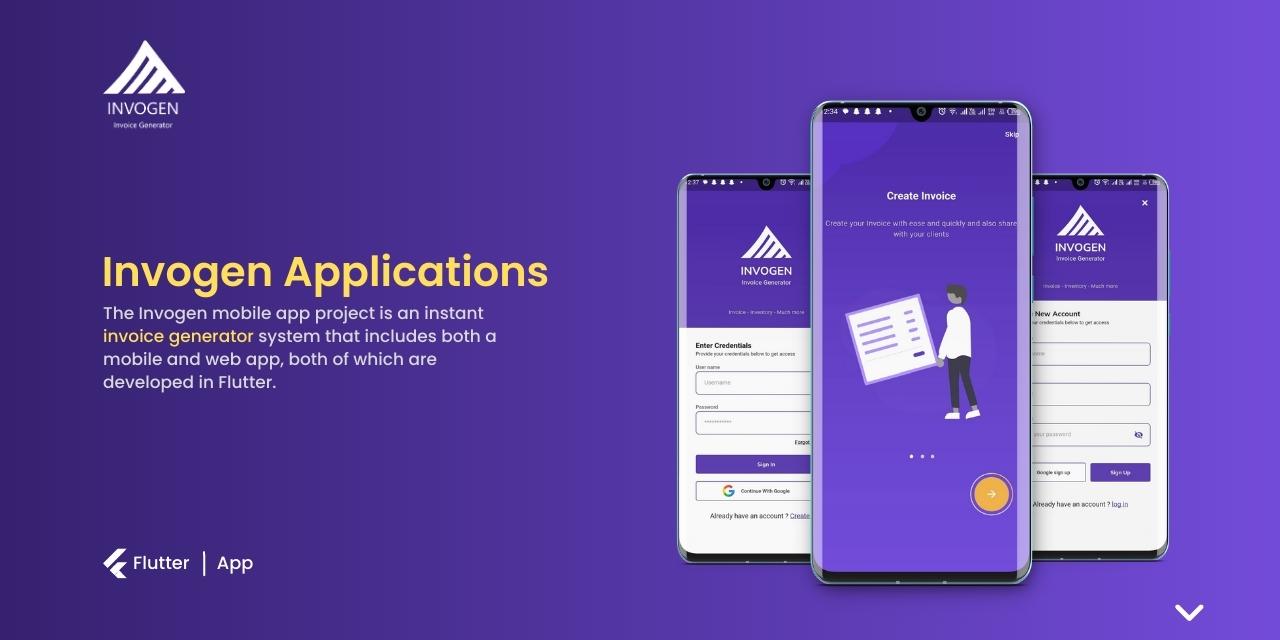 INVOGEN
Invoice Generator
Invogen Applications
The Invogen mobile app project is an instant
invoice generator system that includes both a
mobile and web app, both of which are
developed in Flutter.
Flutter | App
2:37
INVOGEN
Invoice Generator
Invoice - Inventory - Much more
Enter Credentials
Provide your credentials below to get access
User name
Username
Password
***********
Forgot
Sign In
Continue With Google
Already have an account ? Create
2:34
Skip
Create Invoice
Create your Invoice with ease and quickly and also share
with your clients
INVOGEN
Invoice Generator
Invoice - Inventory - Much more
New Account
your credentials below to get access
your password
Google sign up
Sign Up
Already have an account ? log in